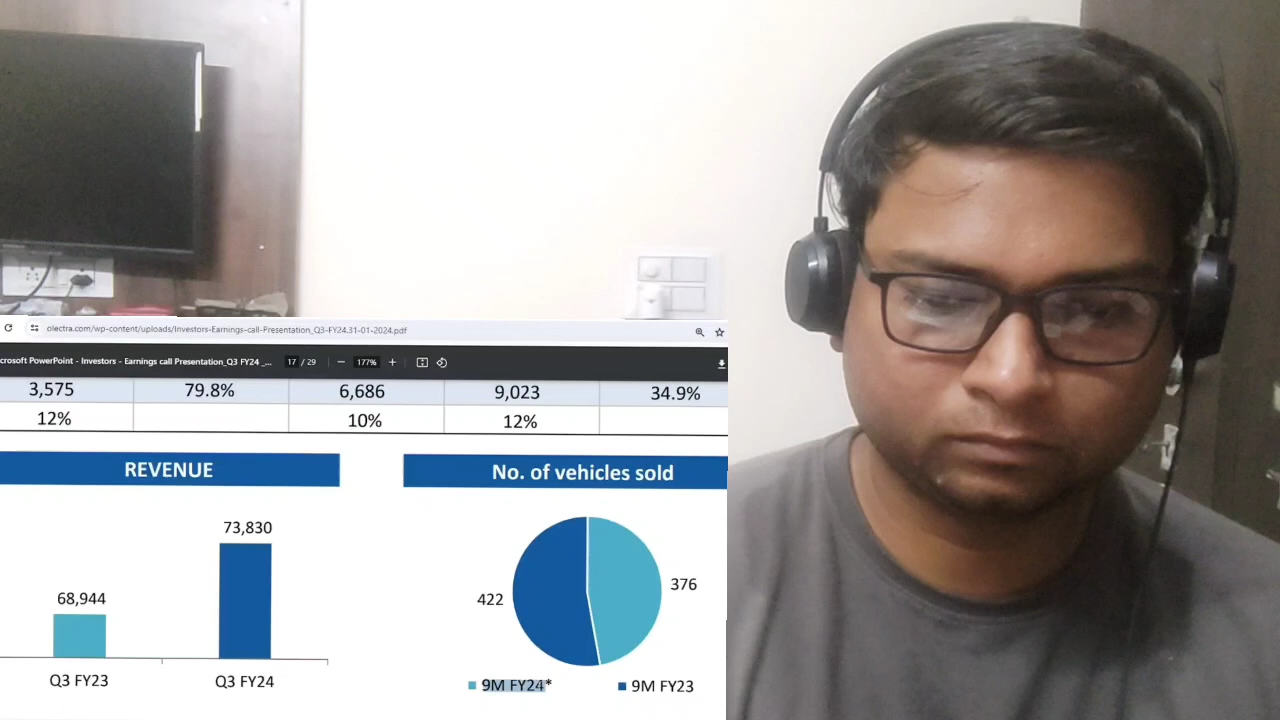 olectra.com/wp-content/uploads/Investors-Earnings-call-Presentation_Q3-FY24.31-01-2024.pdf
crosoft PowerPoint - Investors - Earnings call Presentation_Q3 FY24 _... 17 / 29 − 177% +
3,575 79.8% 6,686 9,023 34.9%
12% 10% 12%
REVENUE No. of vehicles sold
73,830
68,944
422 376
Q3 FY23 Q3 FY24
9M FY24* 9M FY23